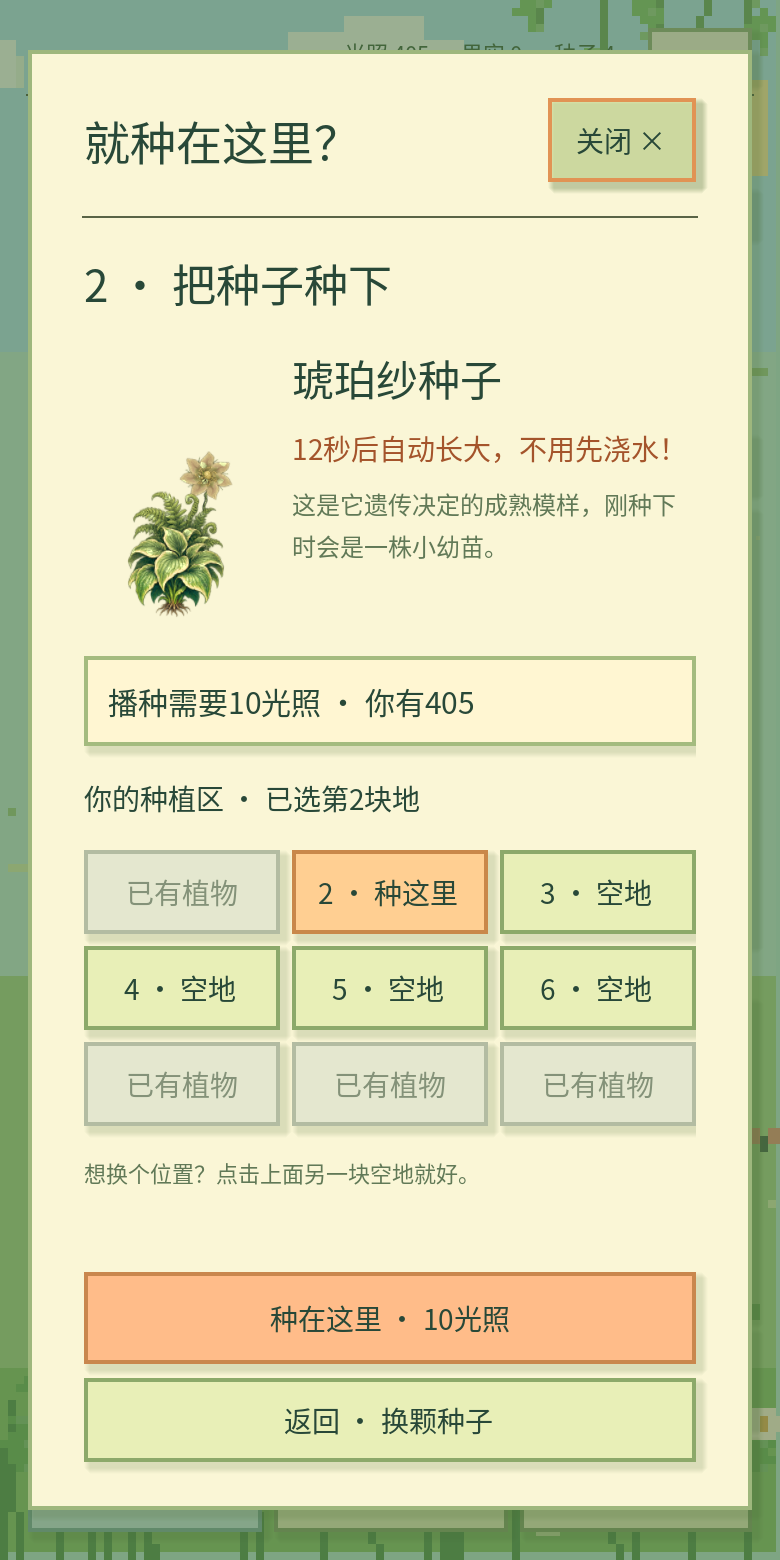 就种在这里？
关闭 ×
2 · 把种子种下
琥珀纱种子
12秒后自动长大，不用先浇水！
这是它遗传决定的成熟模样，刚种下
时会是一株小幼苗。
播种需要10光照 · 你有405
你的种植区 · 已选第2块地
已有植物
2 · 种这里
3 · 空地
4 · 空地
5 · 空地
6 · 空地
已有植物
已有植物
已有植物
想换个位置？点击上面另一块空地就好。
种在这里 · 10光照
返回 · 换颗种子